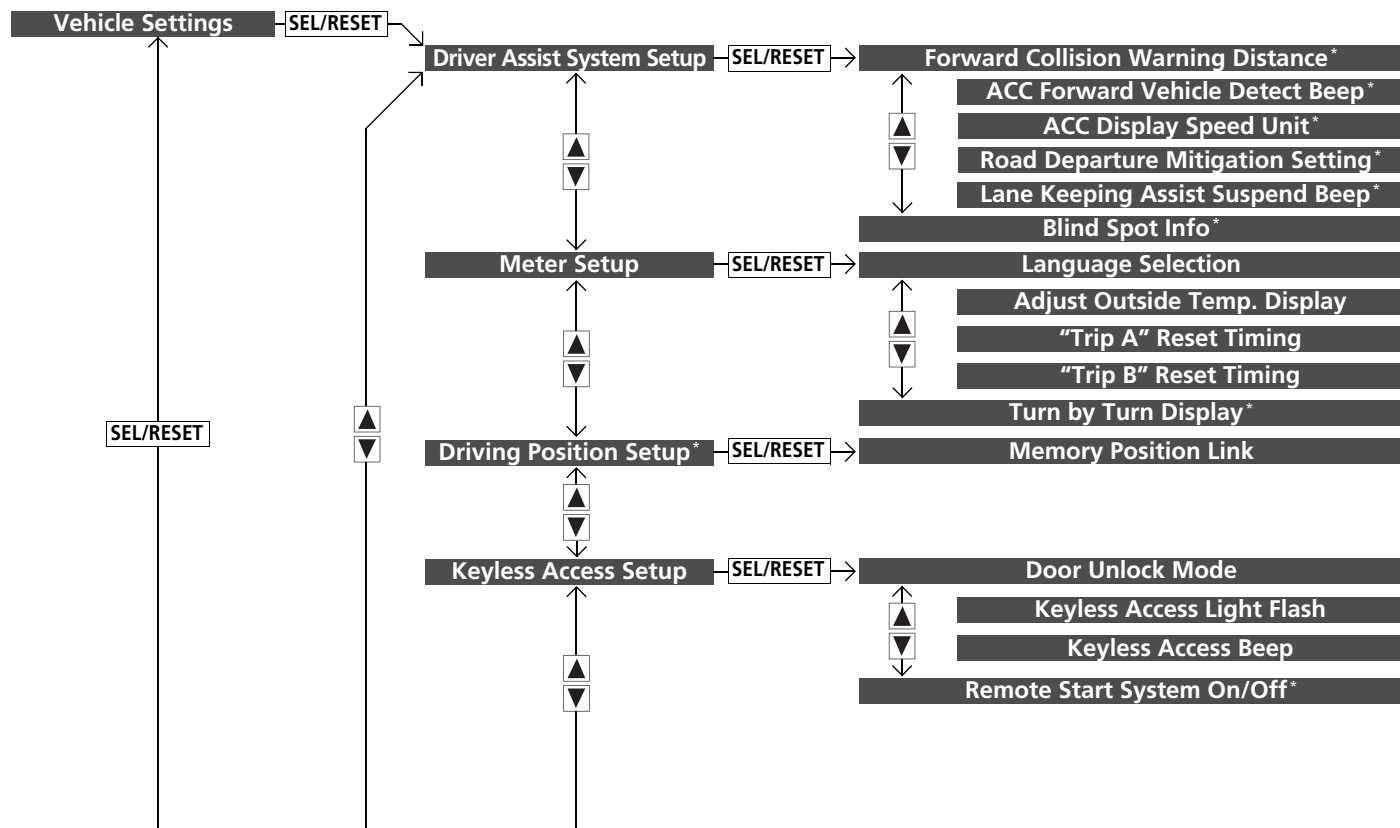 Vehicle Settings
SEL/RESET
Driver Assist System Setup
SEL/RESET
Forward Collision Warning Distance*
ACC Forward Vehicle Detect Beep*
ACC Display Speed Unit*
Road Departure Mitigation Setting*
Lane Keeping Assist Suspend Beep*
Blind Spot Info*
Meter Setup
SEL/RESET
Language Selection
Adjust Outside Temp. Display
“Trip A” Reset Timing
“Trip B” Reset Timing
Turn by Turn Display*
SEL/RESET
Driving Position Setup*
SEL/RESET
Memory Position Link
Keyless Access Setup
SEL/RESET
Door Unlock Mode
Keyless Access Light Flash
Keyless Access Beep
Remote Start System On/Off*